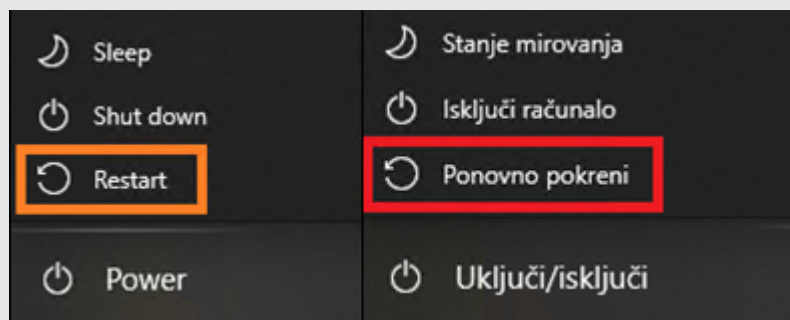 Sleep
Shut down
Restart
Power
Stanje mirovanja
Isključi računalo
Ponovno pokreni
Uključi/isključi